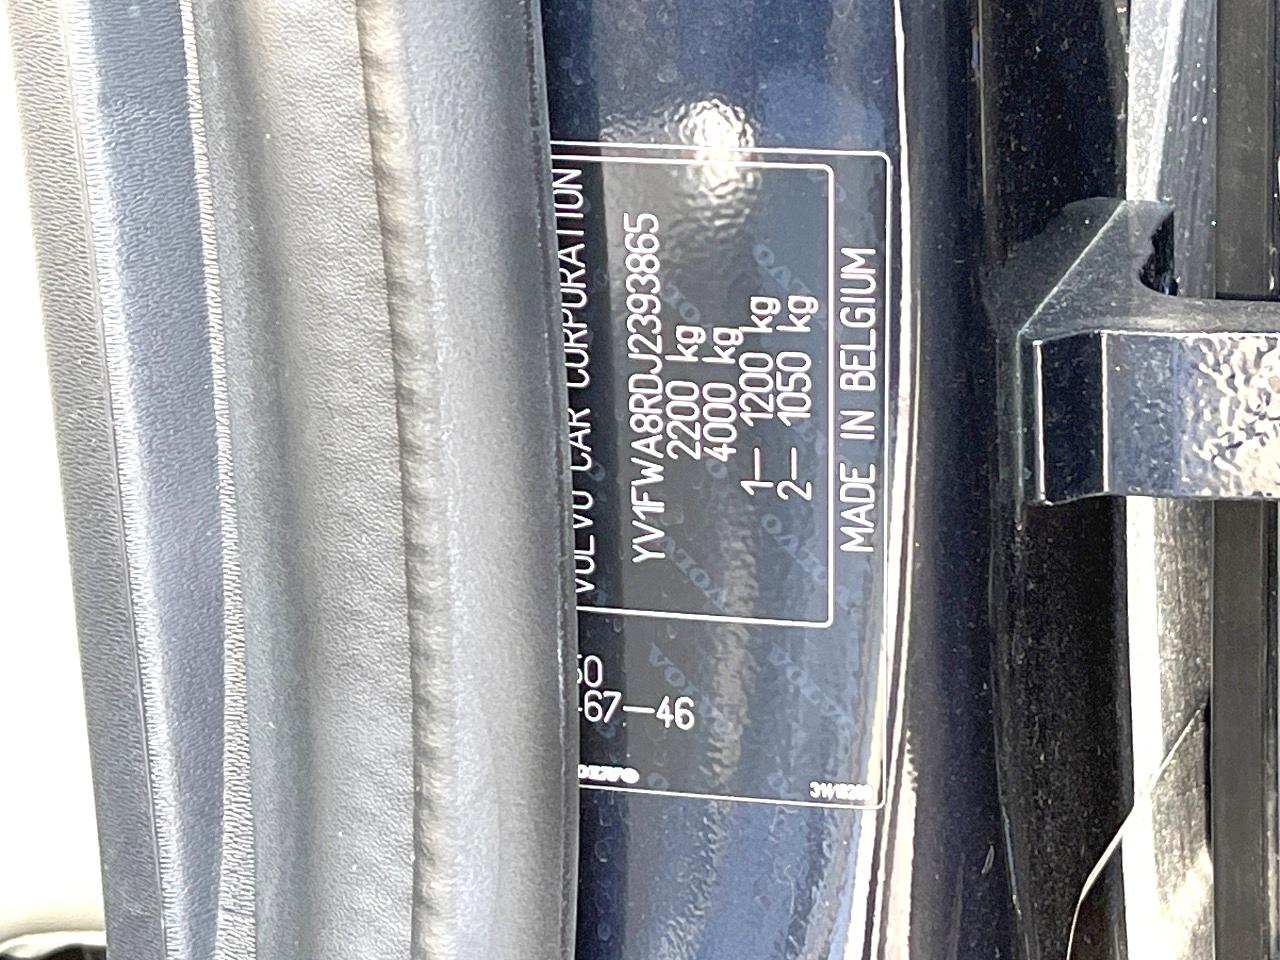 VOLVO CAR CORPORATION
YV1FWA8RDJ2393865
2200 kg
4000 kg
1— 1200 kg
2— 1050 kg
MADE IN BELGIUM
67—46
VOLVO